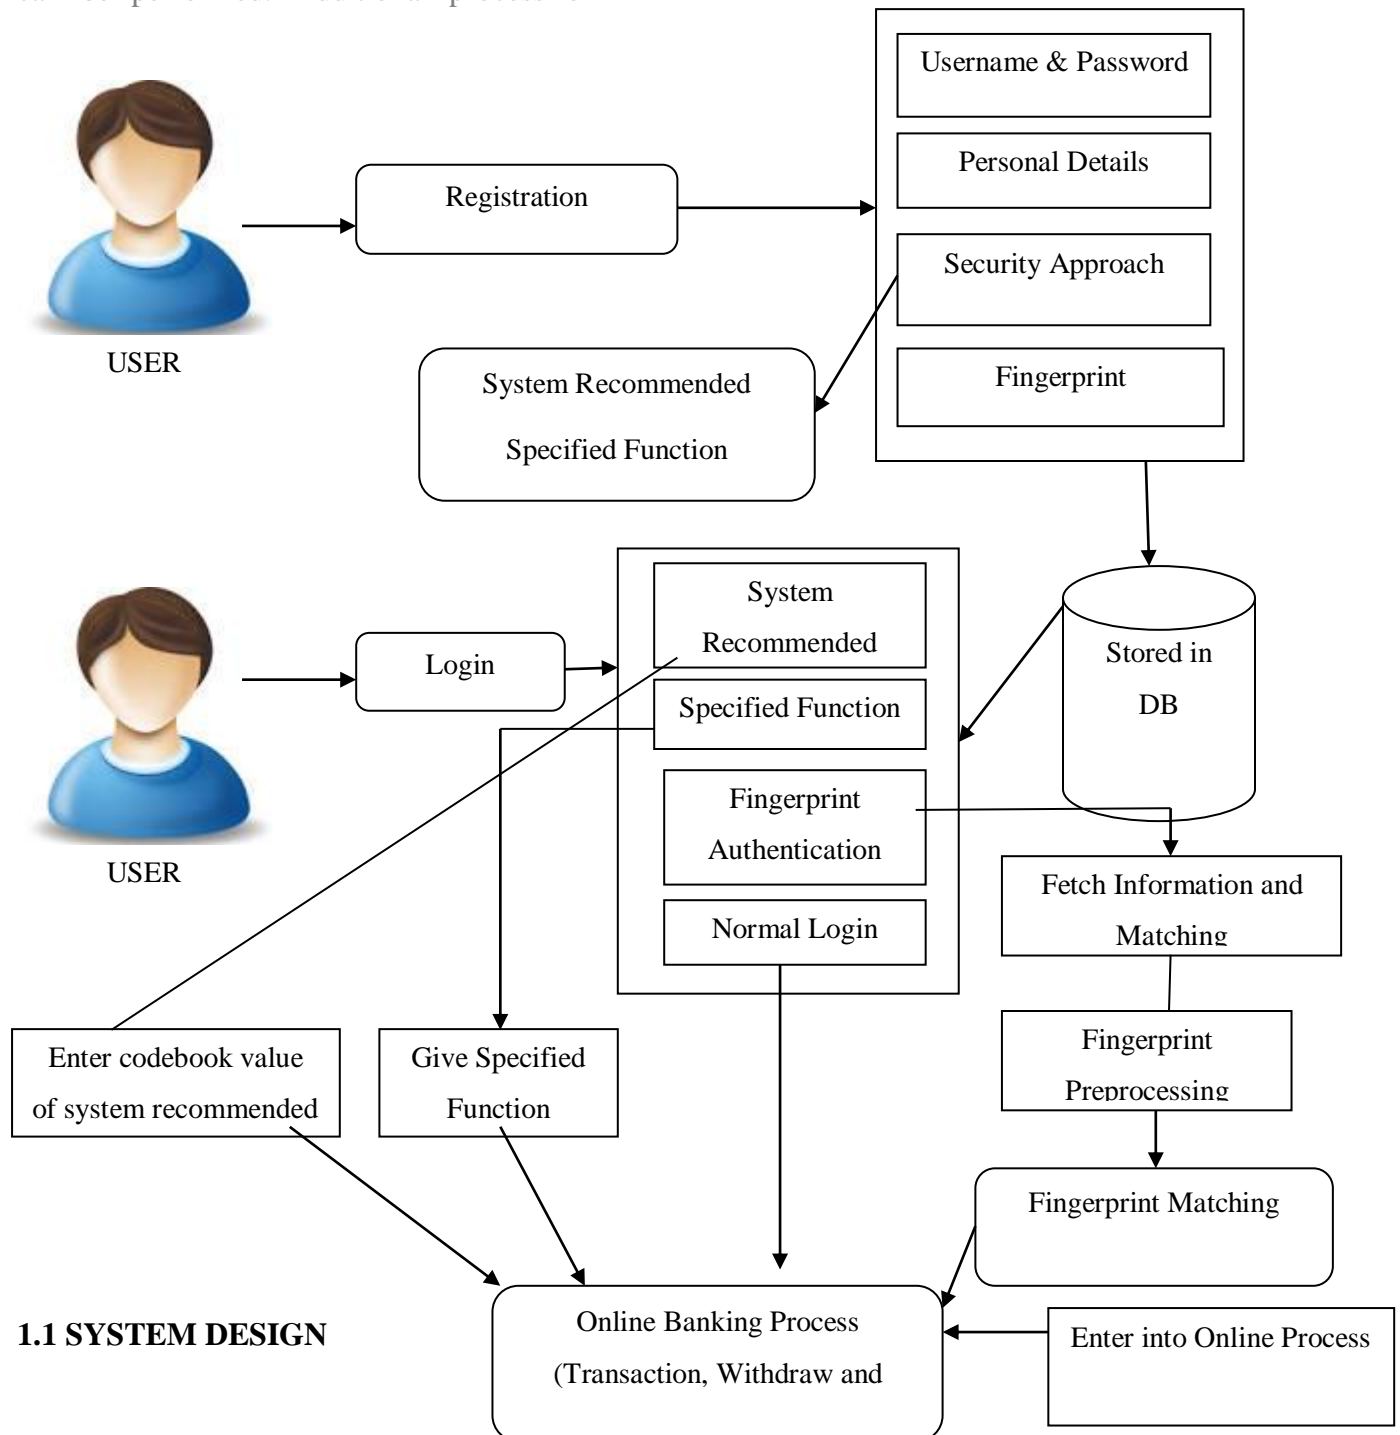 Username & Password
Personal Details
Registration
Security Approach
USER
Fingerprint
System Recommended
Specified Function
System
Recommended
Login
Stored in
DB
Specified Function
Fingerprint
Authentication
USER
Fetch Information and
Matching
Normal Login
Enter codebook value
of system recommended
Give Specified
Function
Fingerprint
Preprocessing
Fingerprint Matching
1.1 SYSTEM DESIGN
Online Banking Process
(Transaction, Withdraw and
Enter into Online Process